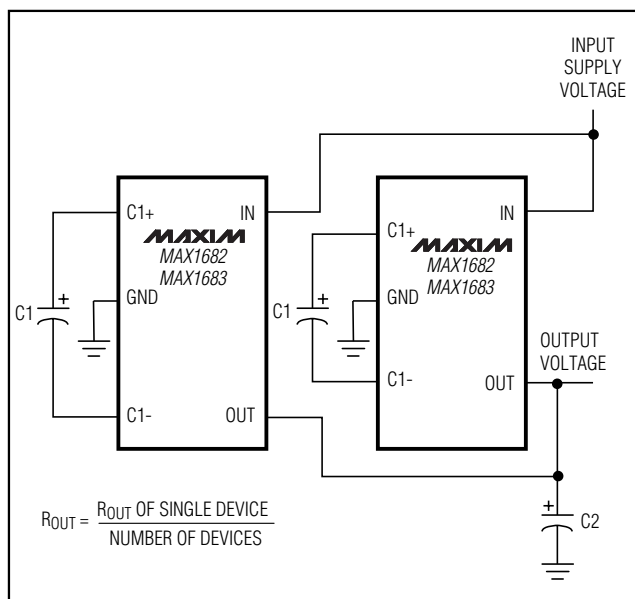 INPUT
SUPPLY
VOLTAGE
C1+
IN
MAXIM
MAX1682
MAX1683
GND
C1
+
C1-
OUT
C1+
IN
MAXIM
MAX1682
MAX1683
GND
C1
+
C1-
OUT
OUTPUT
VOLTAGE
+
C2
ROUT = ROUT OF SINGLE DEVICE
NUMBER OF DEVICES